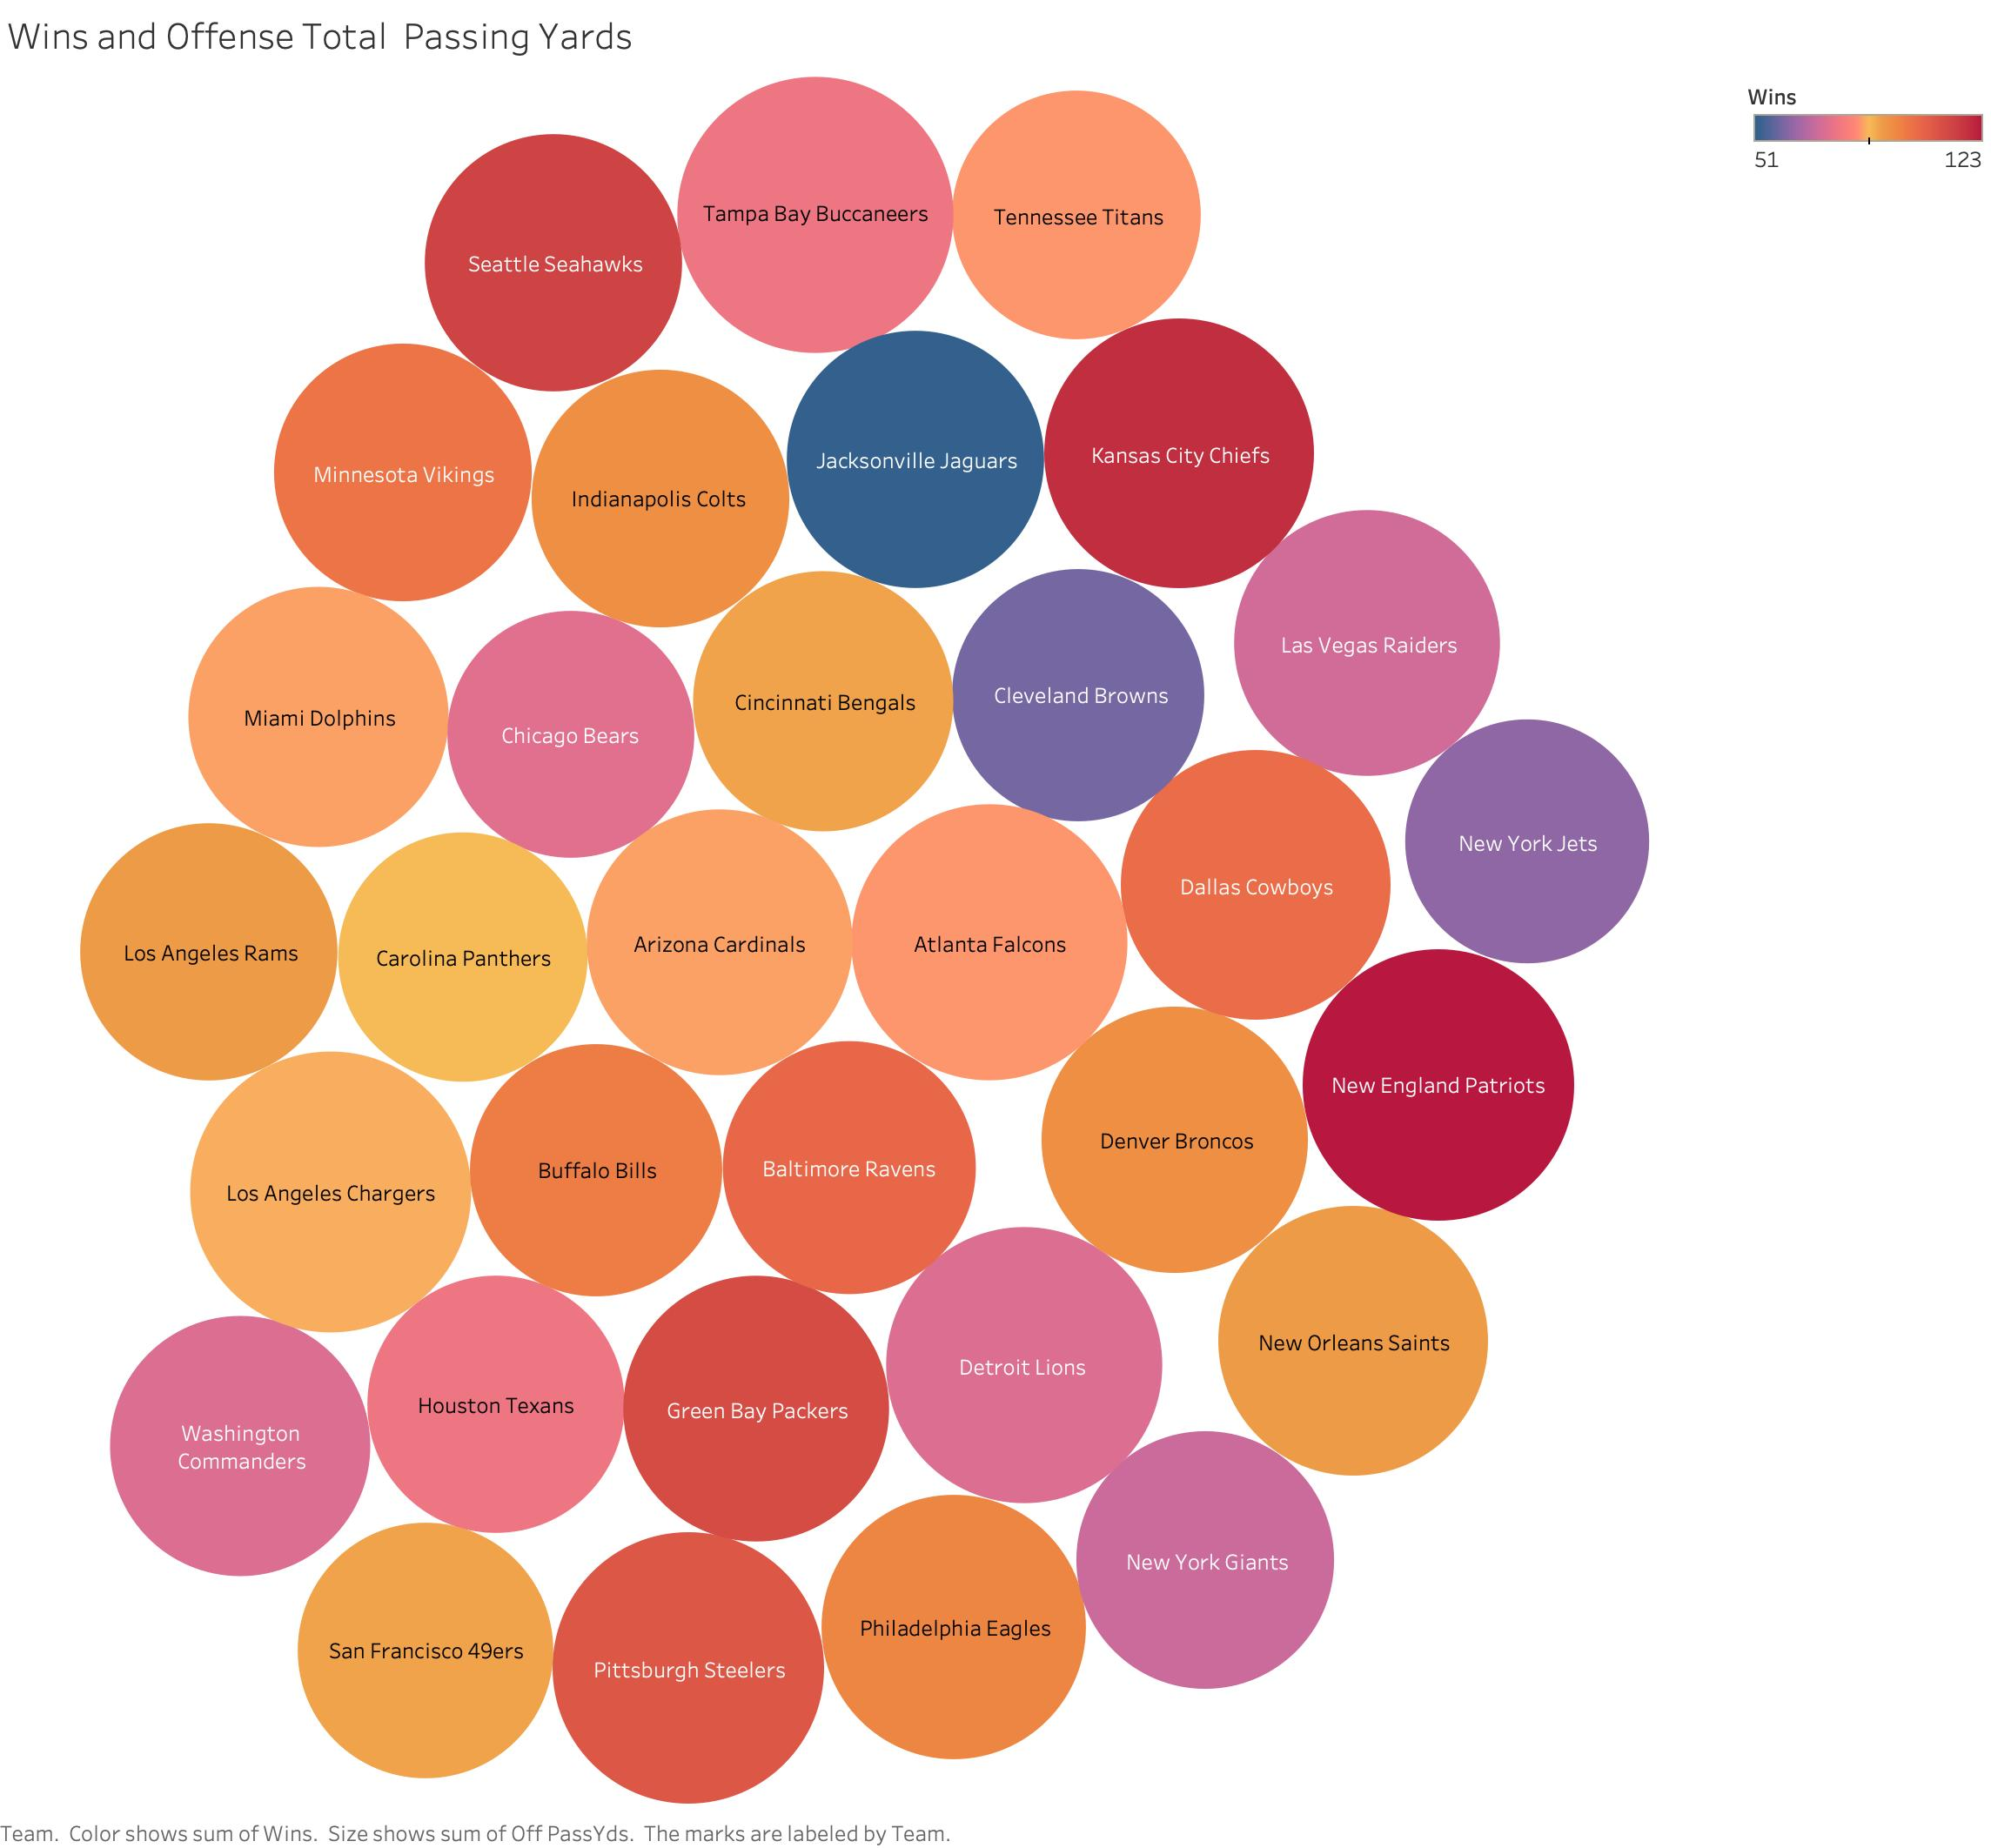 Wins and Offense Total  Passing Yards
Wins
51
123
Tampa Bay Buccaneers
Tennessee Titans
Seattle Seahawks
Kansas City Chiefs
Jacksonville Jaguars
Minnesota Vikings
Indianapolis Colts
Las Vegas Raiders
Cleveland Browns
Cincinnati Bengals
Miami Dolphins
Chicago Bears
New York Jets
Dallas Cowboys
Arizona Cardinals
Atlanta Falcons
Los Angeles Rams
Carolina Panthers
New England Patriots
Denver Broncos
Baltimore Ravens
Buffalo Bills
Los Angeles Chargers
New Orleans Saints
Detroit Lions
Houston Texans
Green Bay Packers
Washington
Commanders
New York Giants
Philadelphia Eagles
San Francisco 49ers
Pittsburgh Steelers
Team.  Color shows sum of Wins.  Size shows sum of Off PassYds.  The marks are labeled by Team.